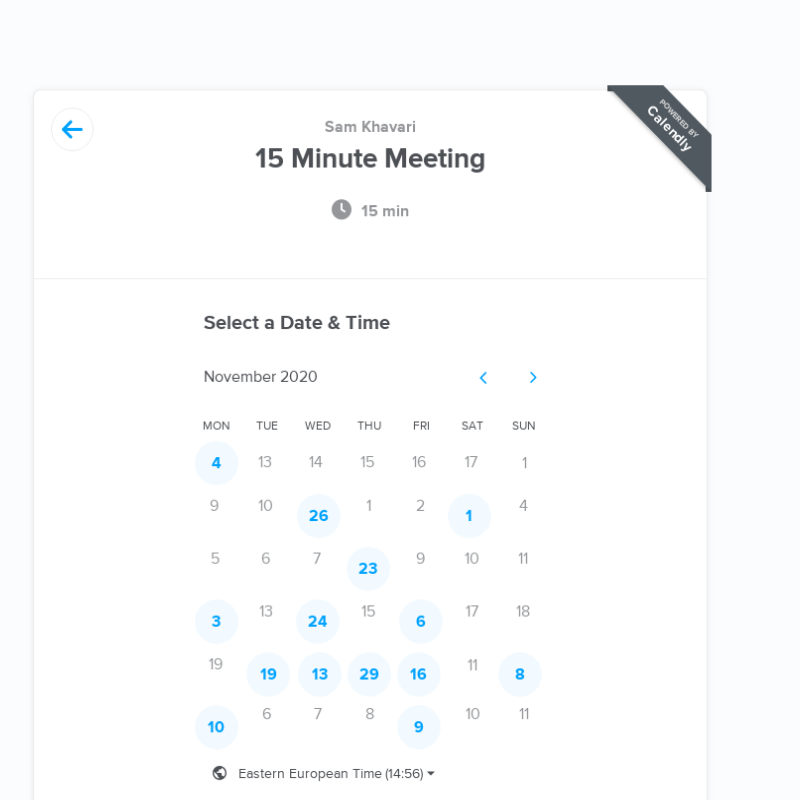 POWERED BY
Calendly
Sam Khavari
15 Minute Meeting
15 min
Select a Date & Time
November 2020
MON TUE WED THU FRI SAT SUN
4 13 14 15 16 17 1
9 10 26 1 2 1 4
5 6 7 23 9 10 11
3 13 24 15 6 17 18
19 19 13 29 16 11 8
10 6 7 8 9 10 11
Eastern European Time (14:56)